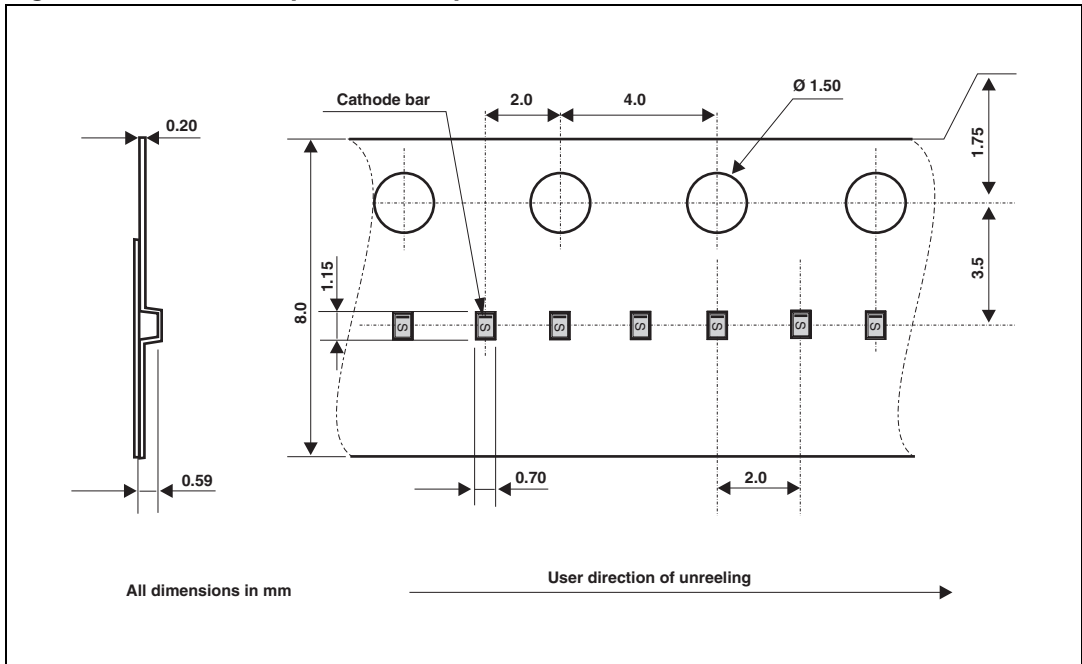 Cathode bar
2.0
4.0
Ø 1.50
0.20
1.75
3.5
1.15
8.0
S
S
S
S
S
S
S
0.59
0.70
2.0
All dimensions in mm
User direction of unreeling